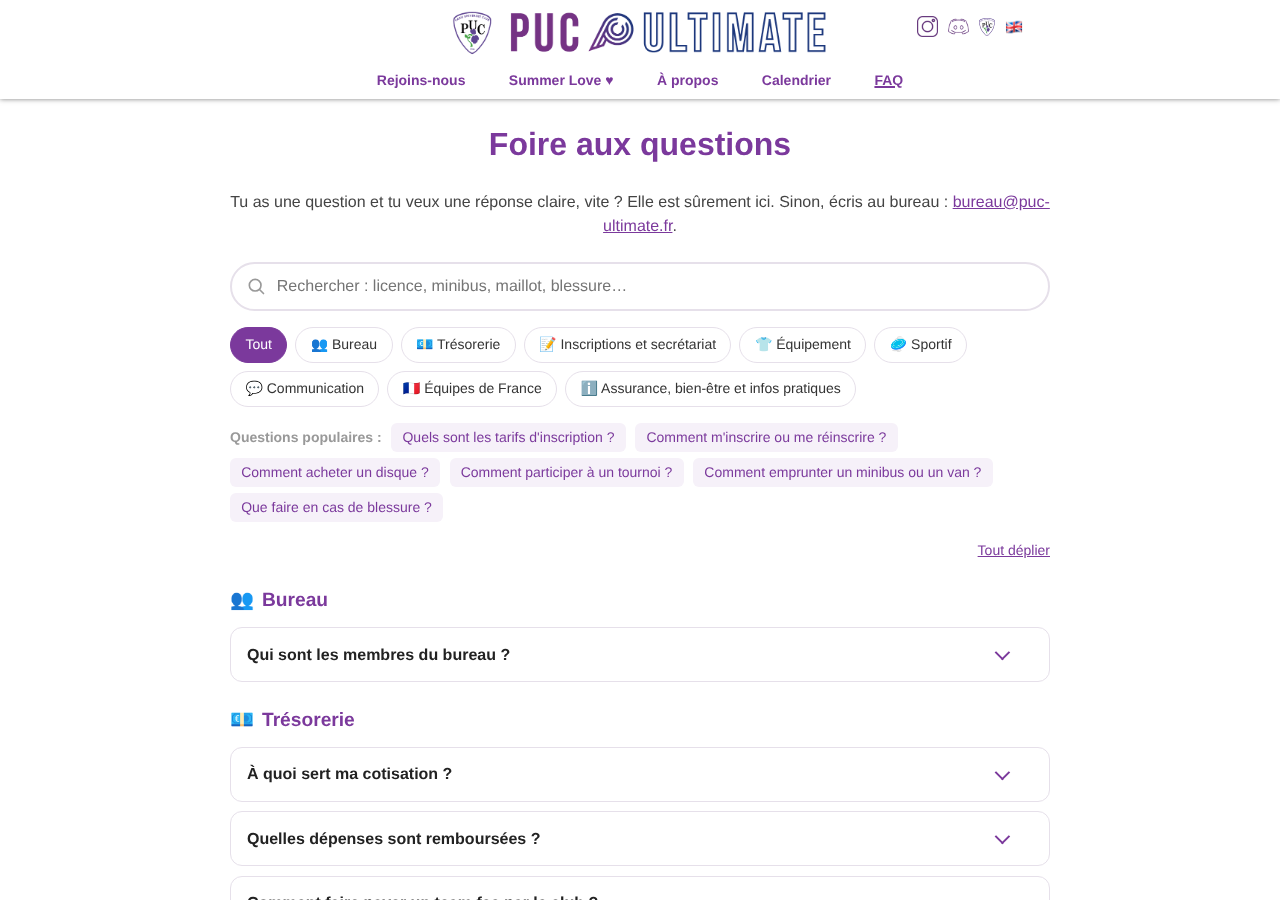 PUC PUC ULTIMATE
Rejoins-nous Summer Love ♥ À propos Calendrier FAQ
Foire aux questions
Tu as une question et tu veux une réponse claire, vite ? Elle est sûrement ici. Sinon, écris au bureau : bureau@puc-
ultimate.fr.
Rechercher : licence, minibus, maillot, blessure…
Tout 👥 Bureau 💶 Trésorerie 📝 Inscriptions et secrétariat 👕 Équipement 🥏 Sportif
💬 Communication 🇫🇷 Équipes de France ℹ️ Assurance, bien-être et infos pratiques
Questions populaires : Quels sont les tarifs d'inscription ? Comment m'inscrire ou me réinscrire ?
Comment acheter un disque ? Comment participer à un tournoi ? Comment emprunter un minibus ou un van ?
Que faire en cas de blessure ?
Tout déplier
👥 Bureau
Qui sont les membres du bureau ?
💶 Trésorerie
À quoi sert ma cotisation ?
Quelles dépenses sont remboursées ?